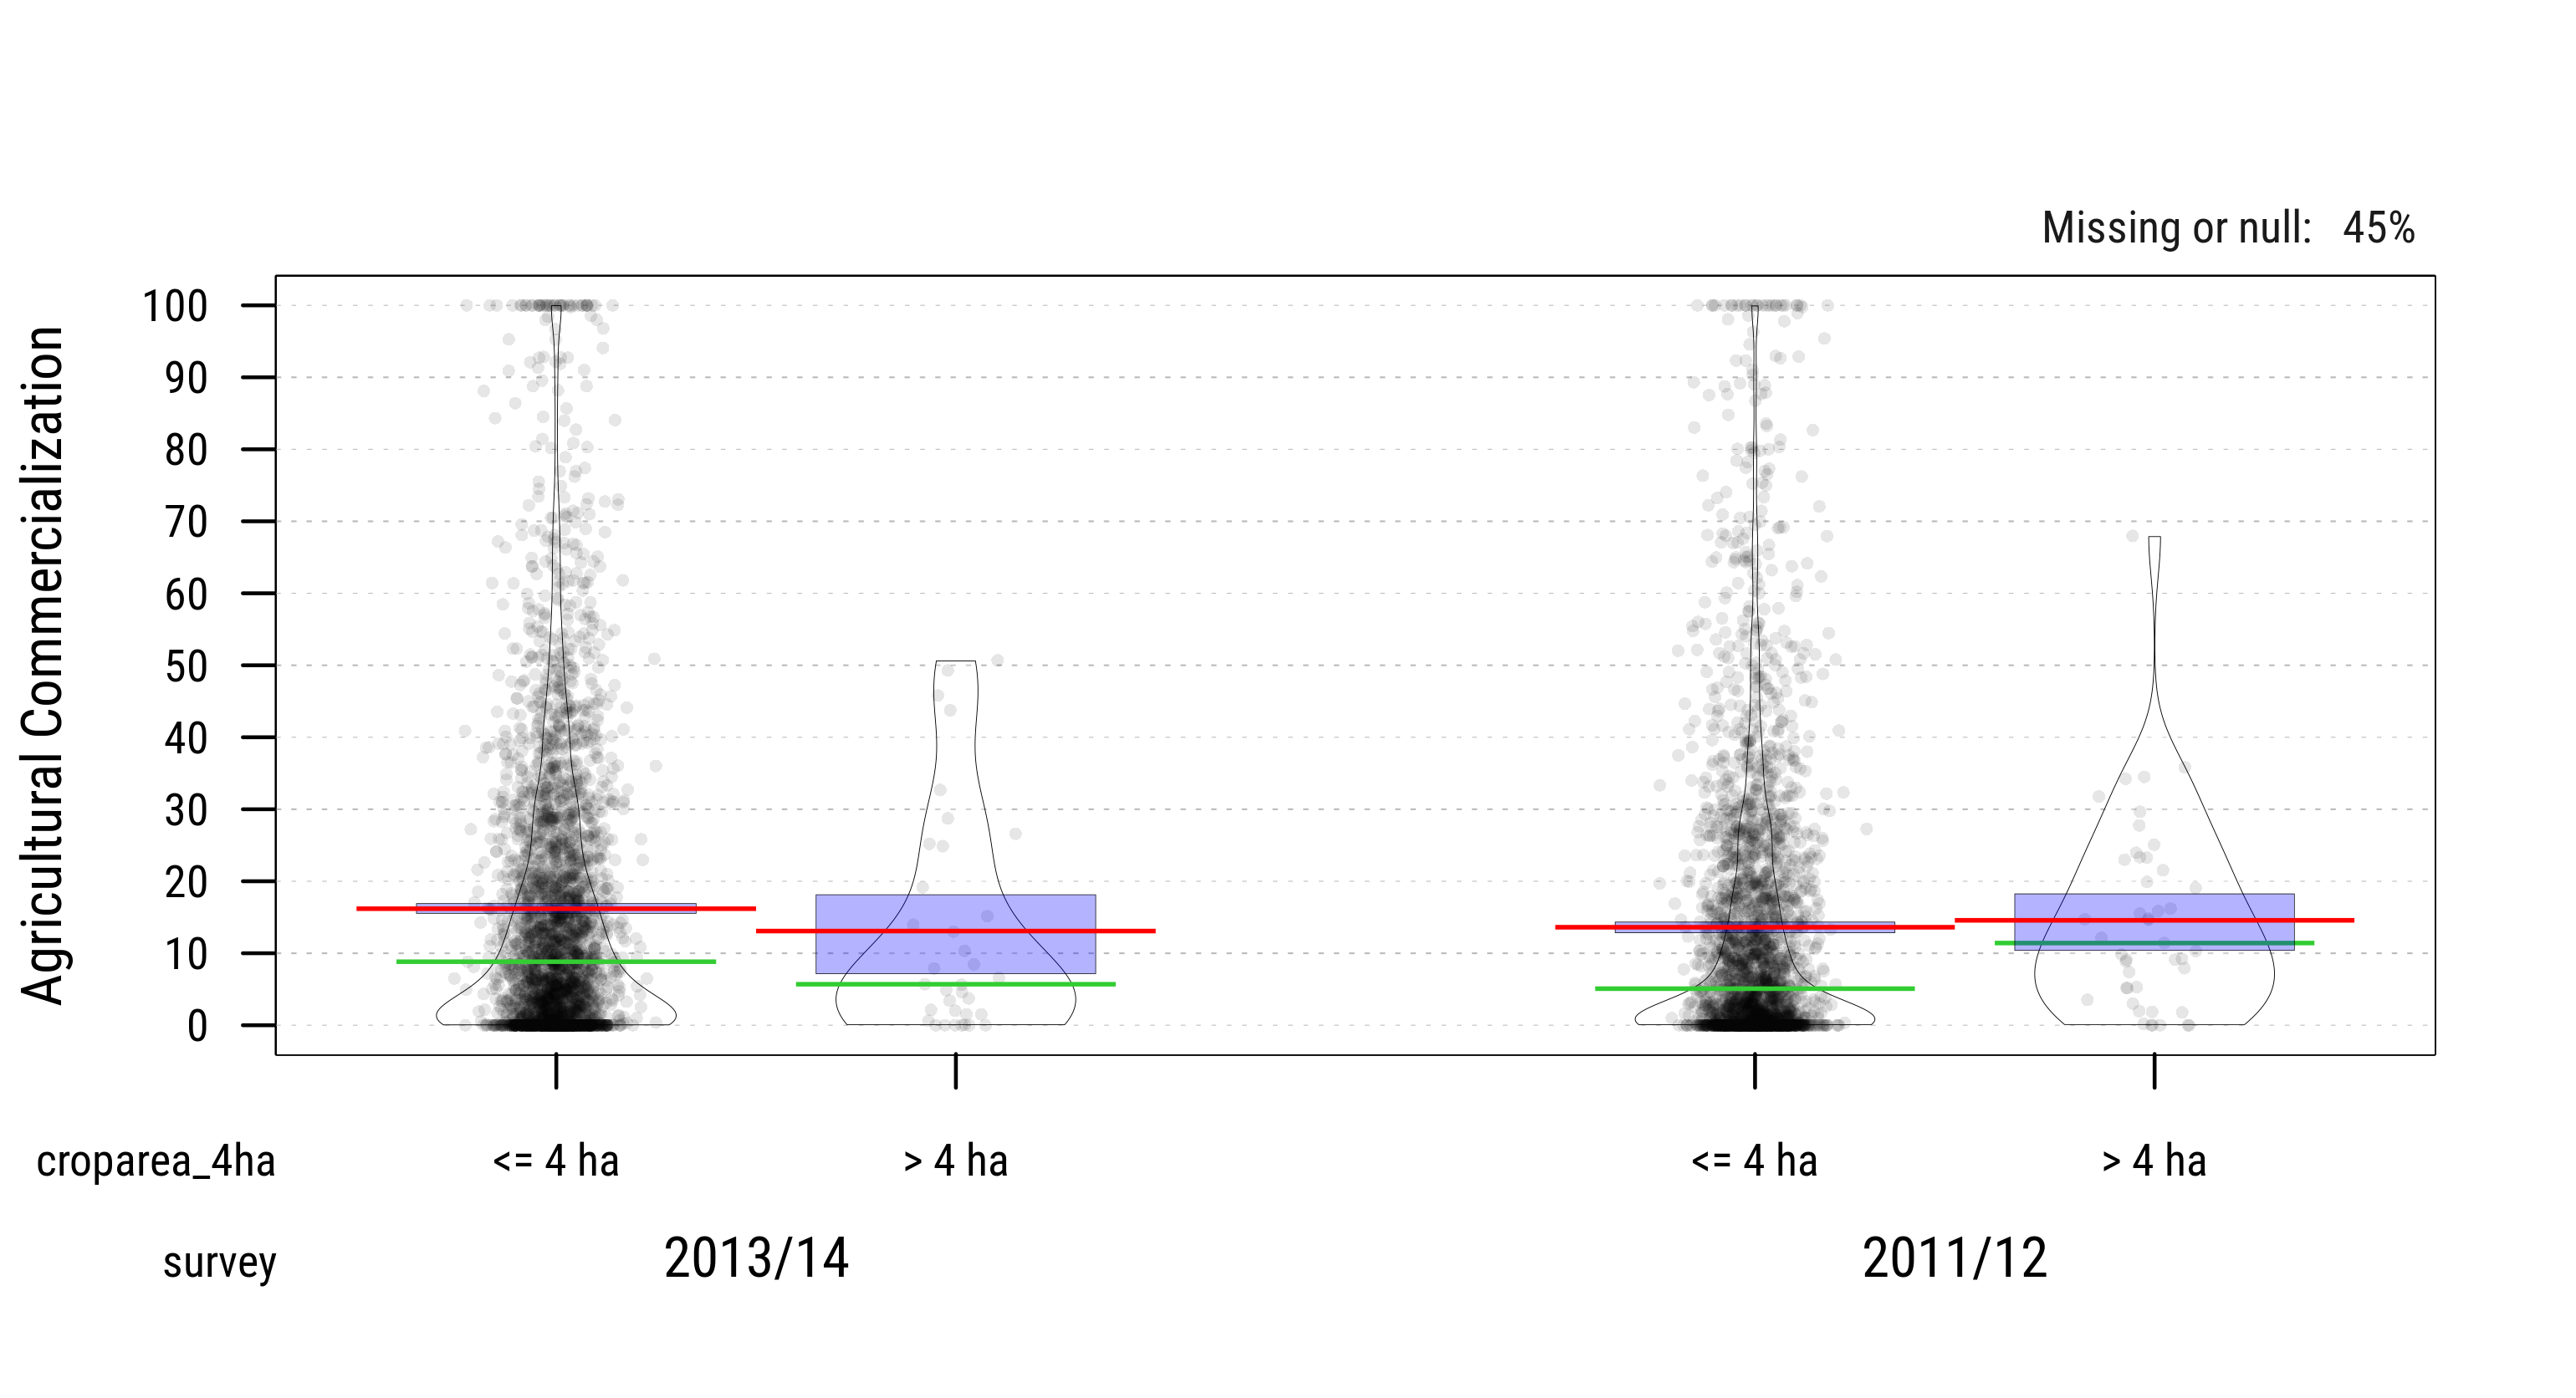 Missing or null: 45%
Agricultural Commercialization
100
90
80
70
60
50
40
30
20
10
0
croparea_4ha <= 4 ha > 4 ha <= 4 ha > 4 ha
survey 2013/14 2011/12